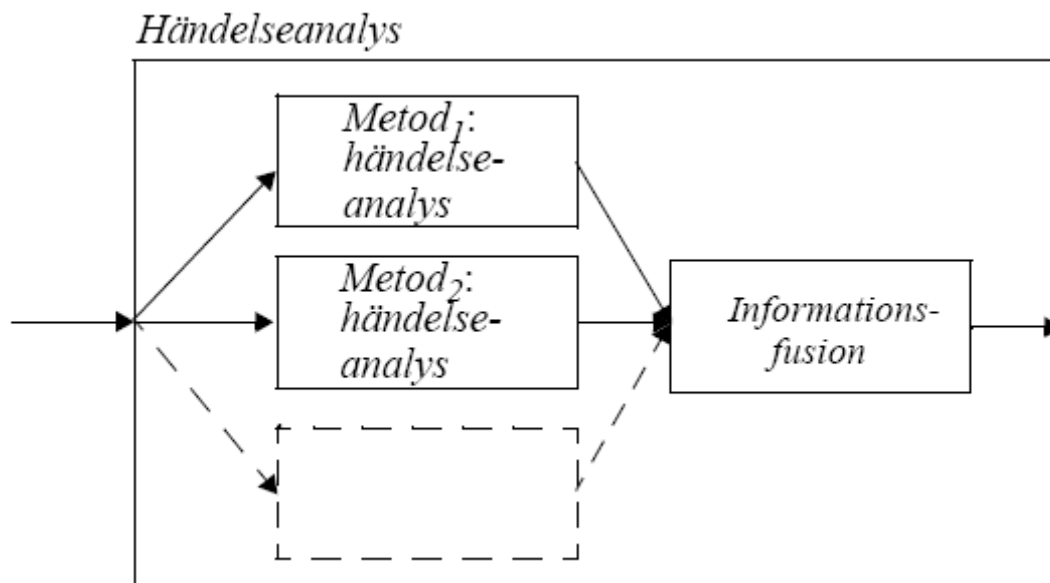 Händelseanalys
Metod1:
händelse-
analys
Metod2:
händelse-
analys
Informations-
fusion